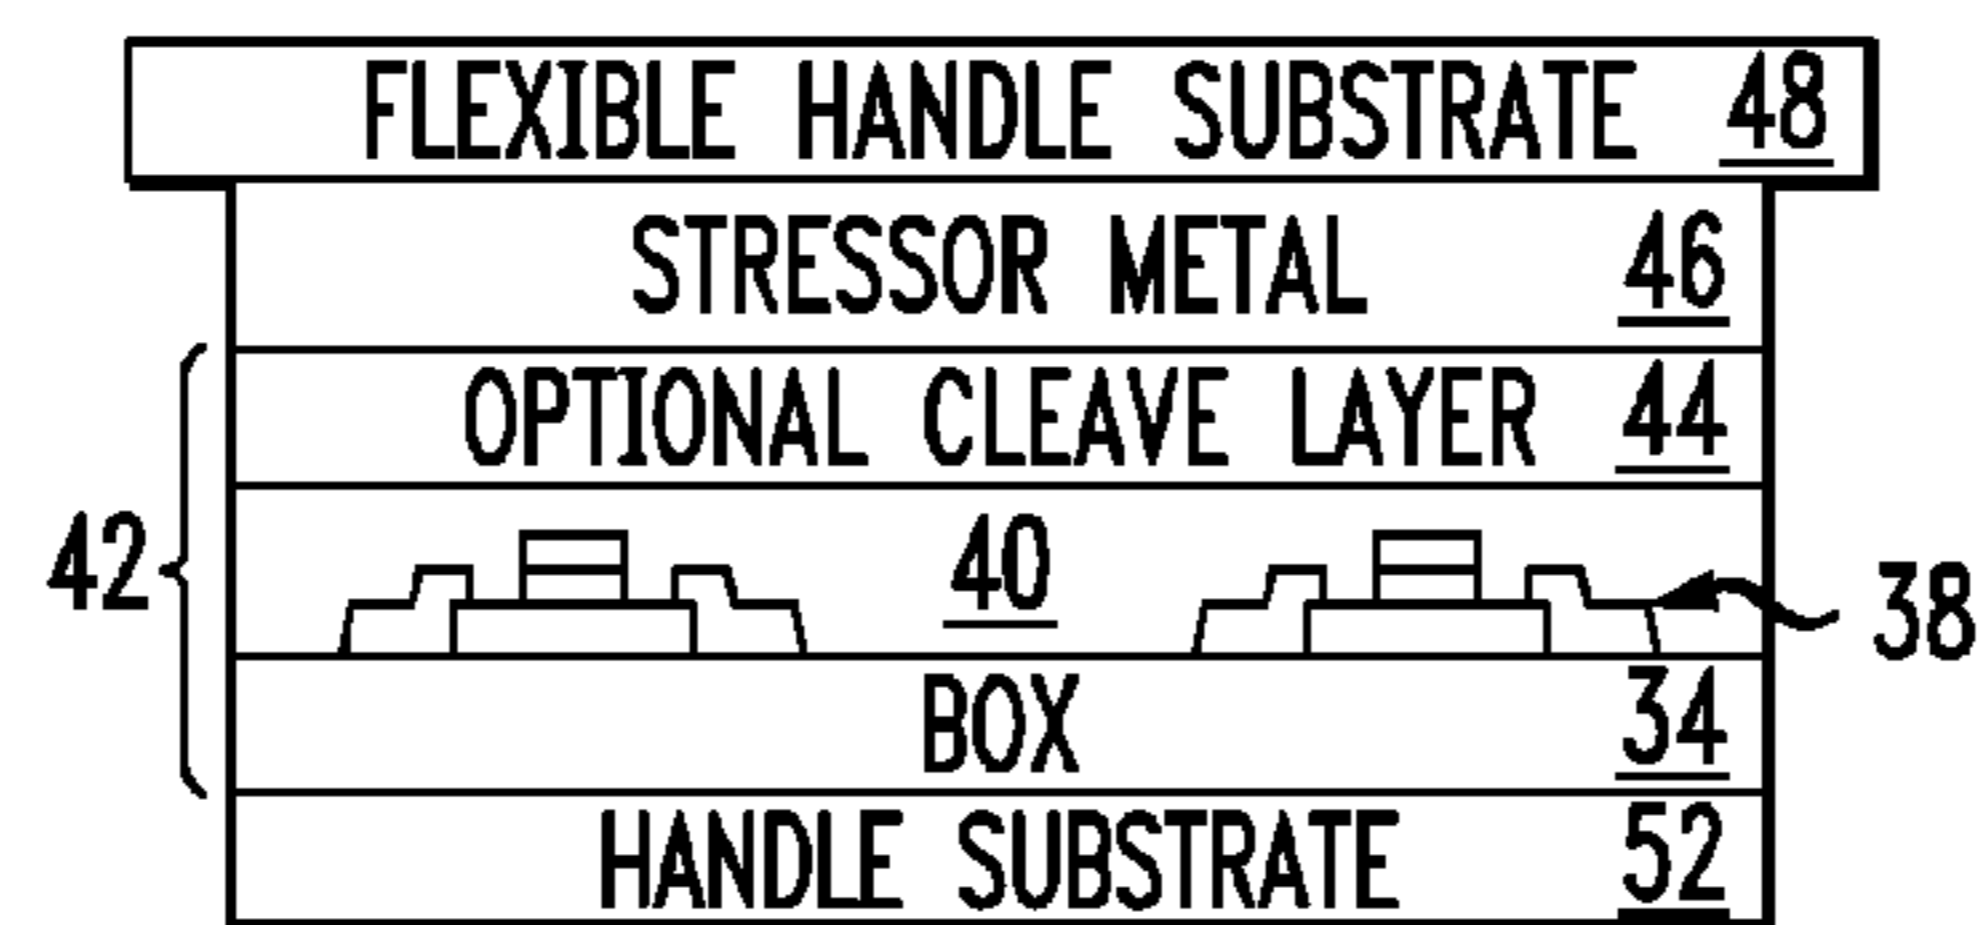 FLEXIBLE HANDLE SUBSTRATE 48
STRESSOR METAL 46
OPTIONAL CLEAVE LAYER 44
42
40
38
BOX 34
HANDLE SUBSTRATE 52